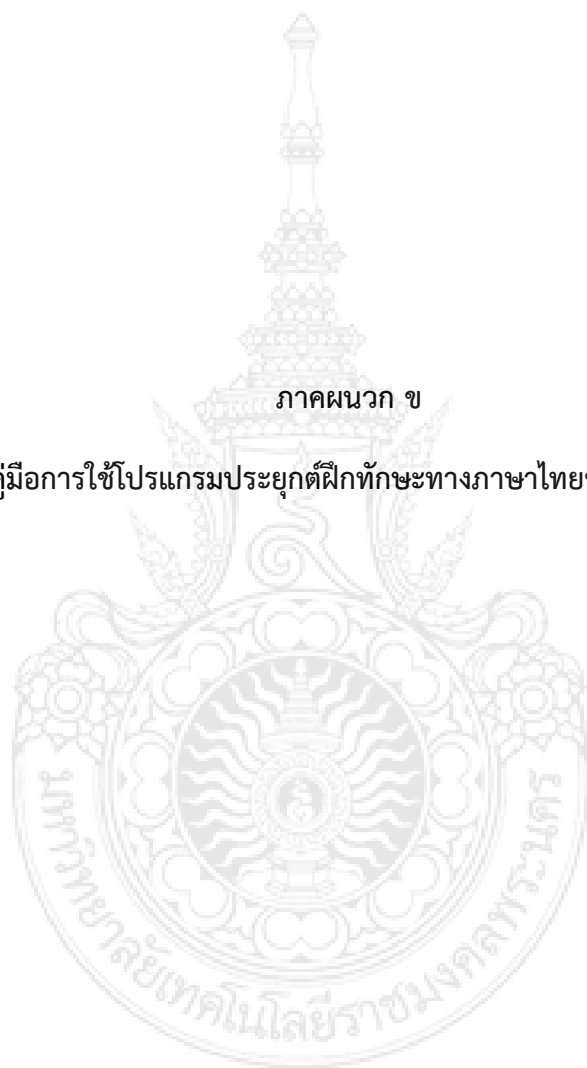 ภาคผนวก ข
คู่มือการใช้โปรแกรมประยุกต์ฝึกทักษะทางภาษาไทย
มหาวิทยาลัยเทคโนโลยีราชมงคลพระนคร